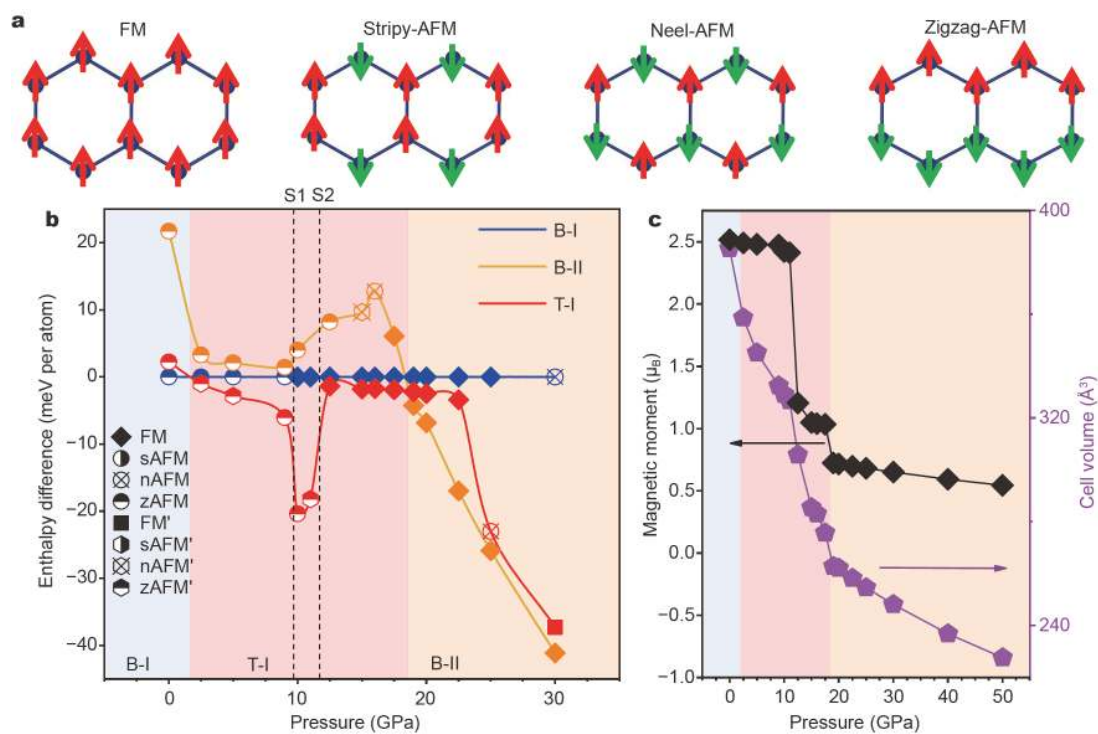 a
FM
Stripy-AFM
Neel-AFM
Zigzag-AFM
b
S1 S2
B-I
B-II
T-I
20
10
0
−10
−20
−30
−40
Enthalpy difference (meV per atom)
FM
sAFM
nAFM
zAFM
FM'
sAFM'
nAFM'
zAFM'
B-I
T-I
B-II
0
10
20
30
Pressure (GPa)
c
2.5
2.0
1.5
1.0
0.5
0.0
−0.5
−1.0
Magnetic moment (μB)
400
320
240
Cell volume (Å³)
0
10
20
30
40
50
Pressure (GPa)